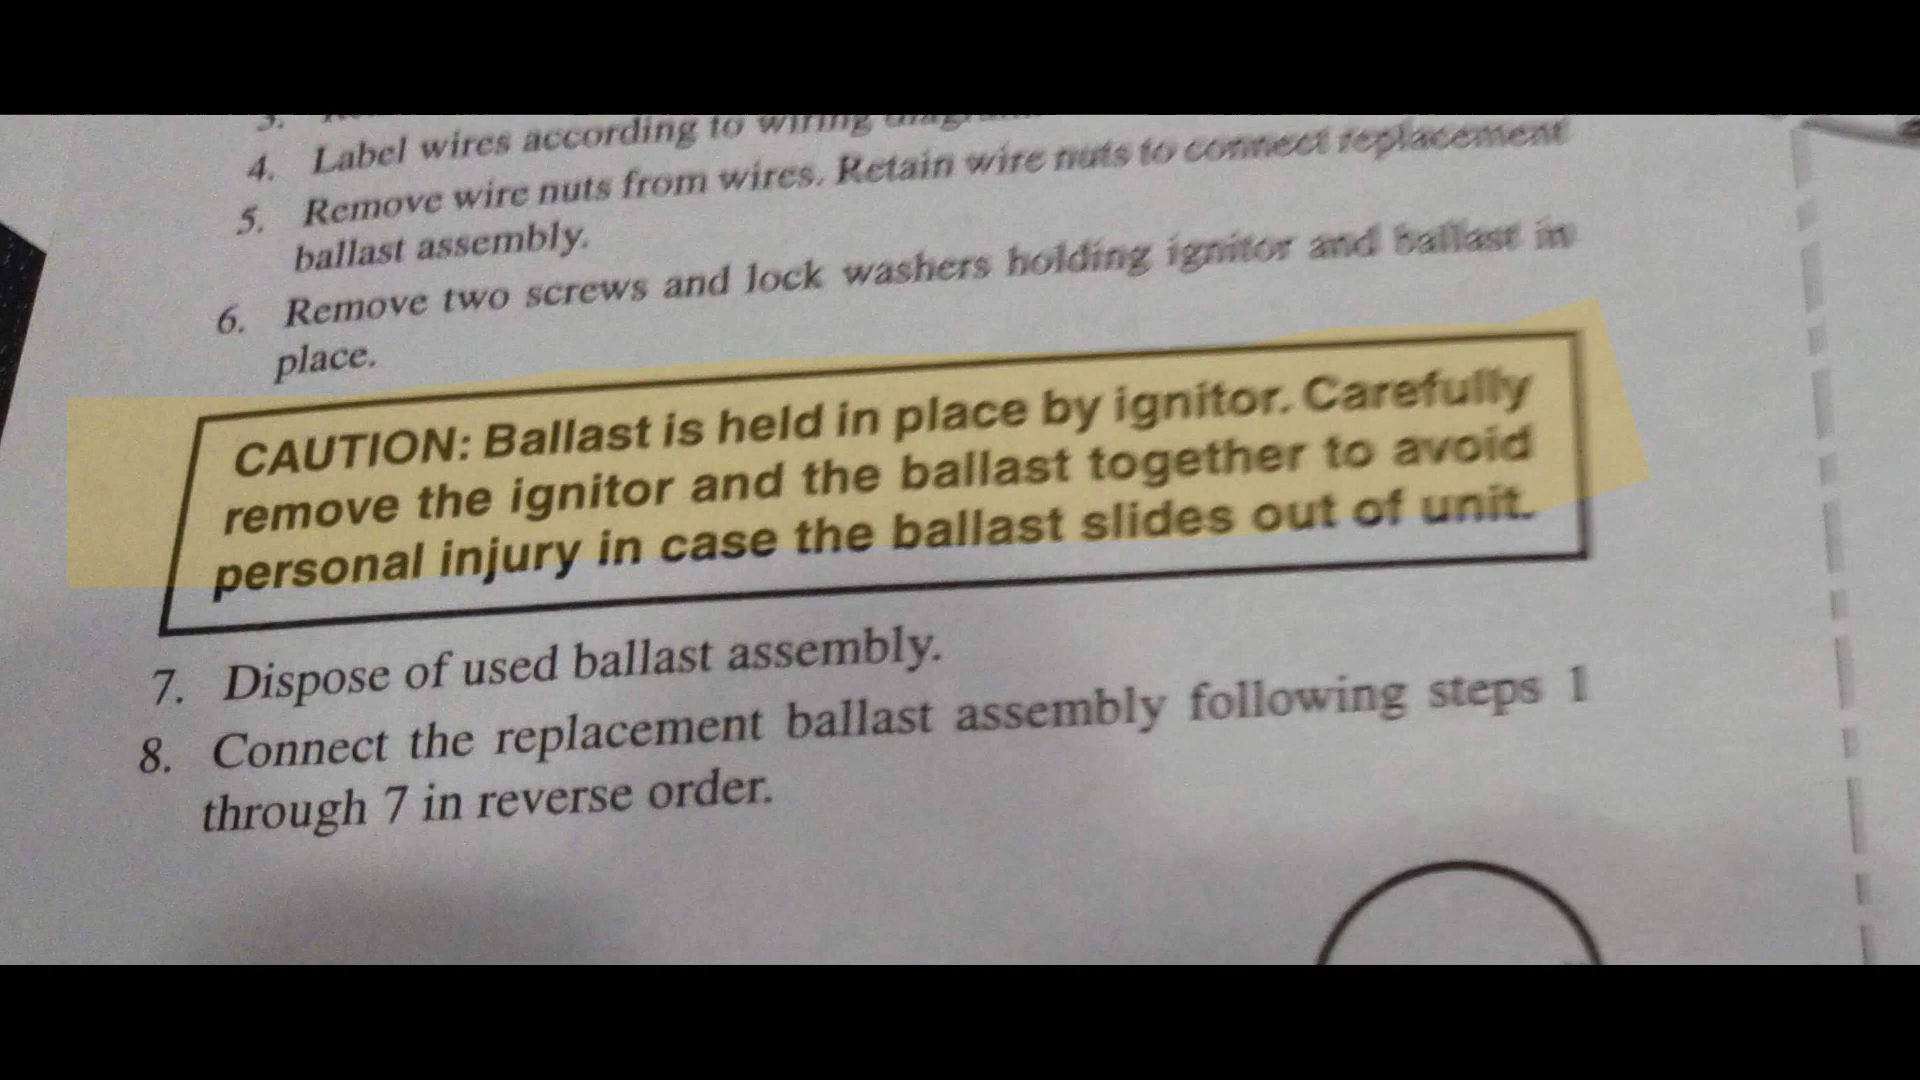 3.
4. Label wires according to wiring
5. Remove wire nuts from wires. Retain wire nuts to connect replacement
ballast assembly.
6. Remove two screws and lock washers holding ignitor and ballast in
place.
CAUTION: Ballast is held in place by ignitor. Carefully
remove the ignitor and the ballast together to avoid
personal injury in case the ballast slides out of unit.
7. Dispose of used ballast assembly.
8. Connect the replacement ballast assembly following steps 1
through 7 in reverse order.